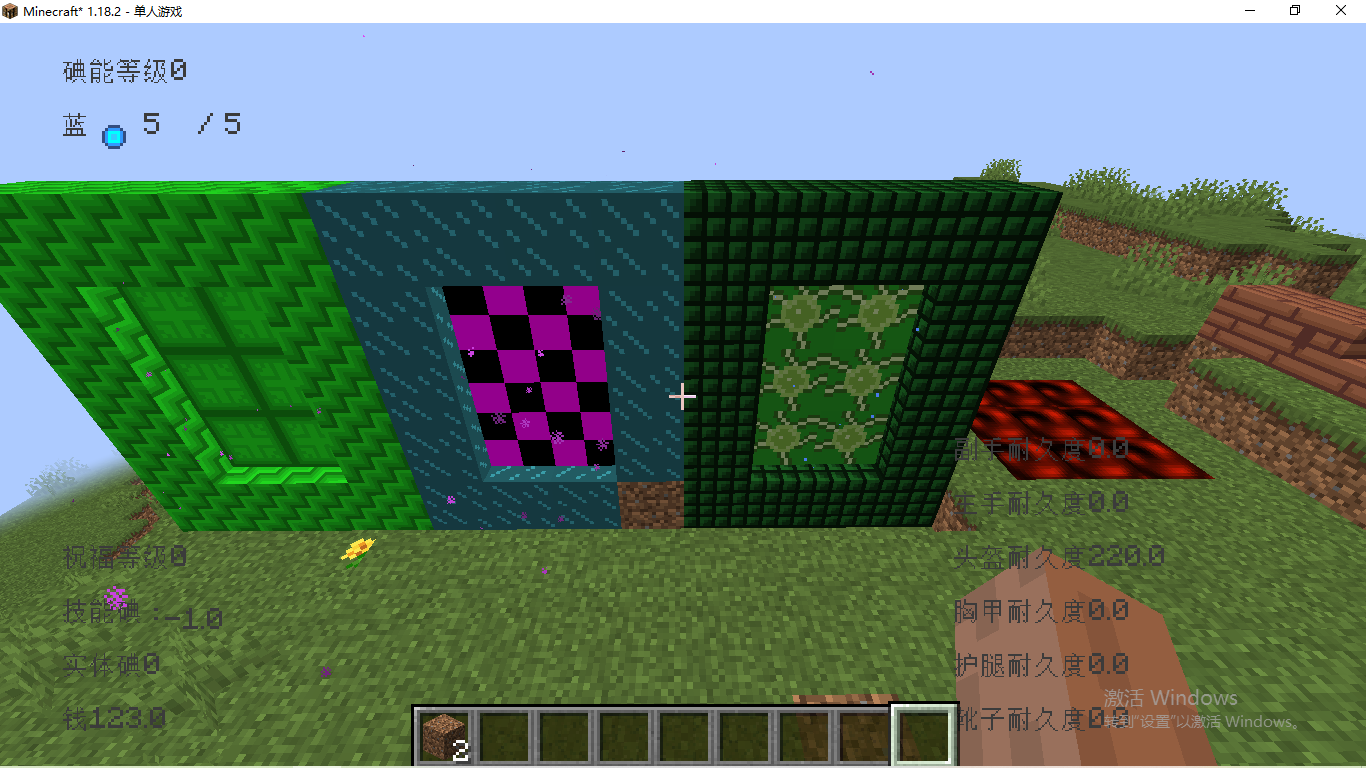 Minecraft* 1.18.2 - 单人游戏
碘能等级0
蓝 5 / 5
副手耐久度0.0
主手耐久度0.0
祝福等级0
头盔耐久度220.0
技能碘：-1.0
胸甲耐久度0.0
实体碘0
护腿耐久度0.0
钱123.0
靴子耐久度0.0
激活 Windows
转到"设置"以激活 Windows。
2